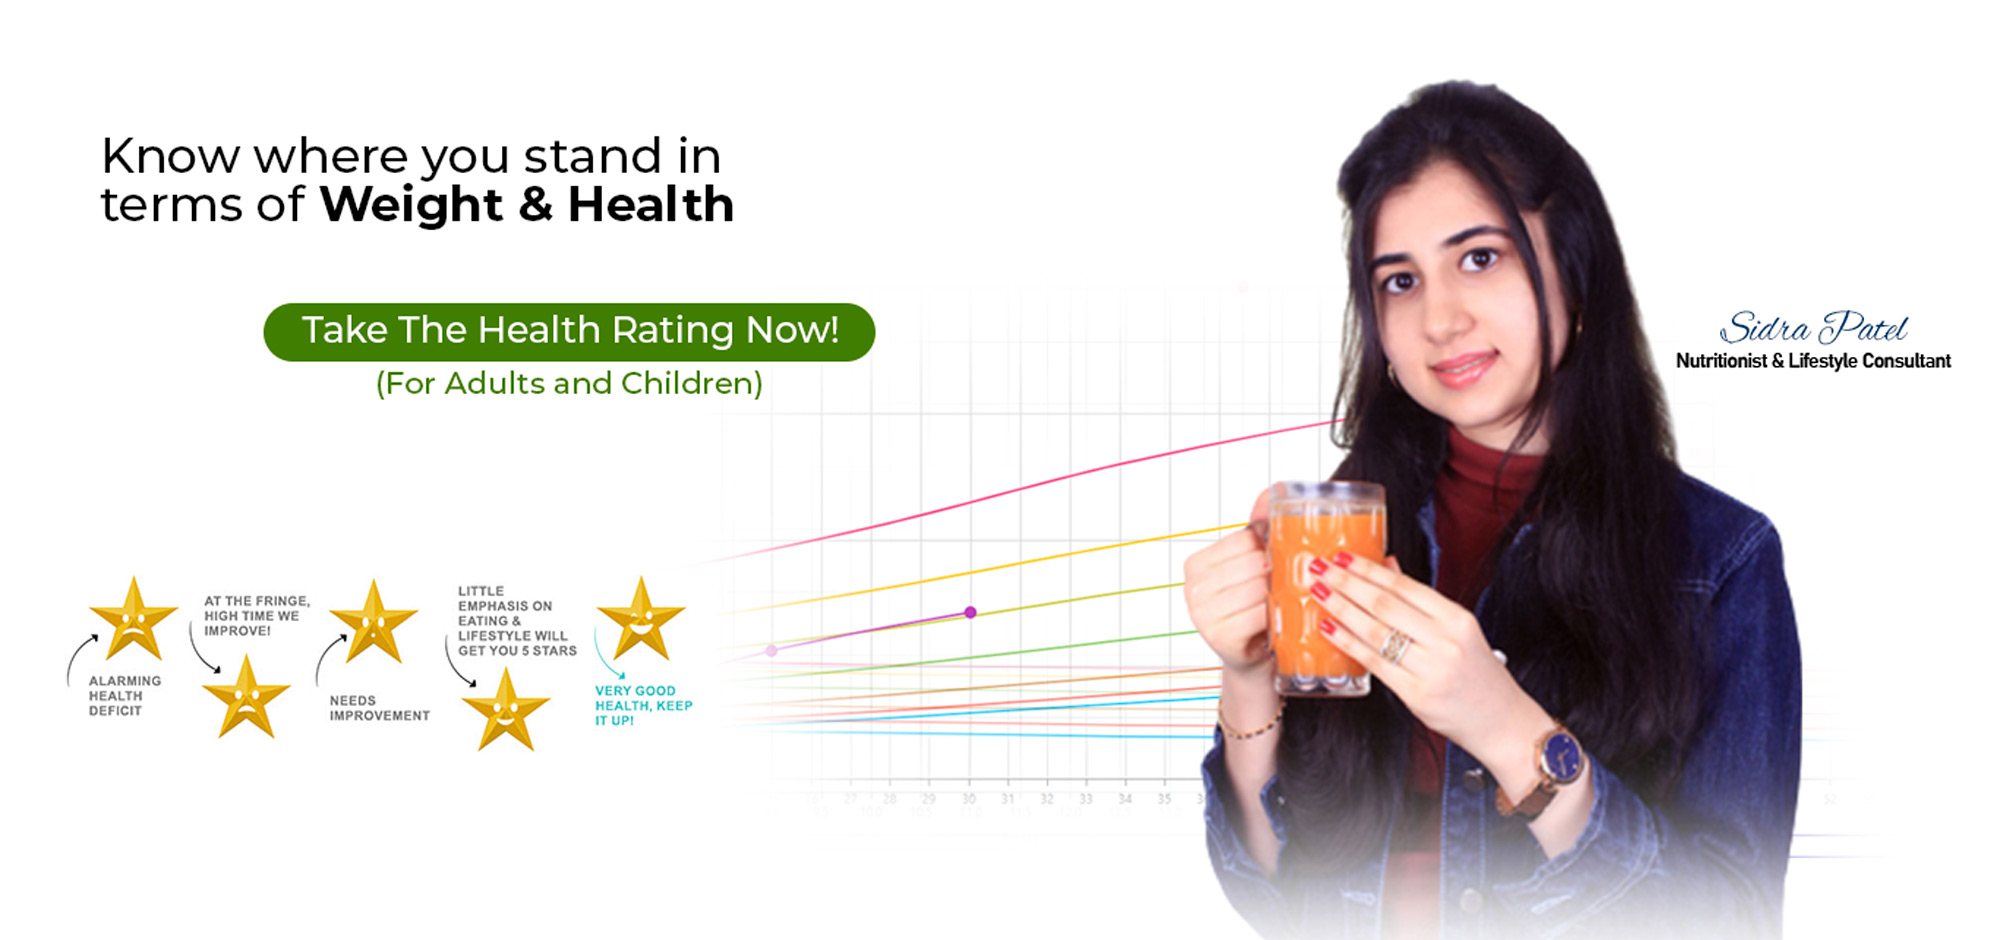 Know where you stand in
terms of Weight & Health
Take The Health Rating Now!
(For Adults and Children)
Sidra Patel
Nutritionist & Lifestyle Consultant
ALARMING
HEALTH
DEFICIT
AT THE FRINGE,
HIGH TIME WE
IMPROVE!
NEEDS
IMPROVEMENT
LITTLE
EMPHASIS ON
EATING &
LIFESTYLE WILL
GET YOU 5 STARS
VERY GOOD
HEALTH, KEEP
IT UP!
27 28 29 30 31 32 33 34 35